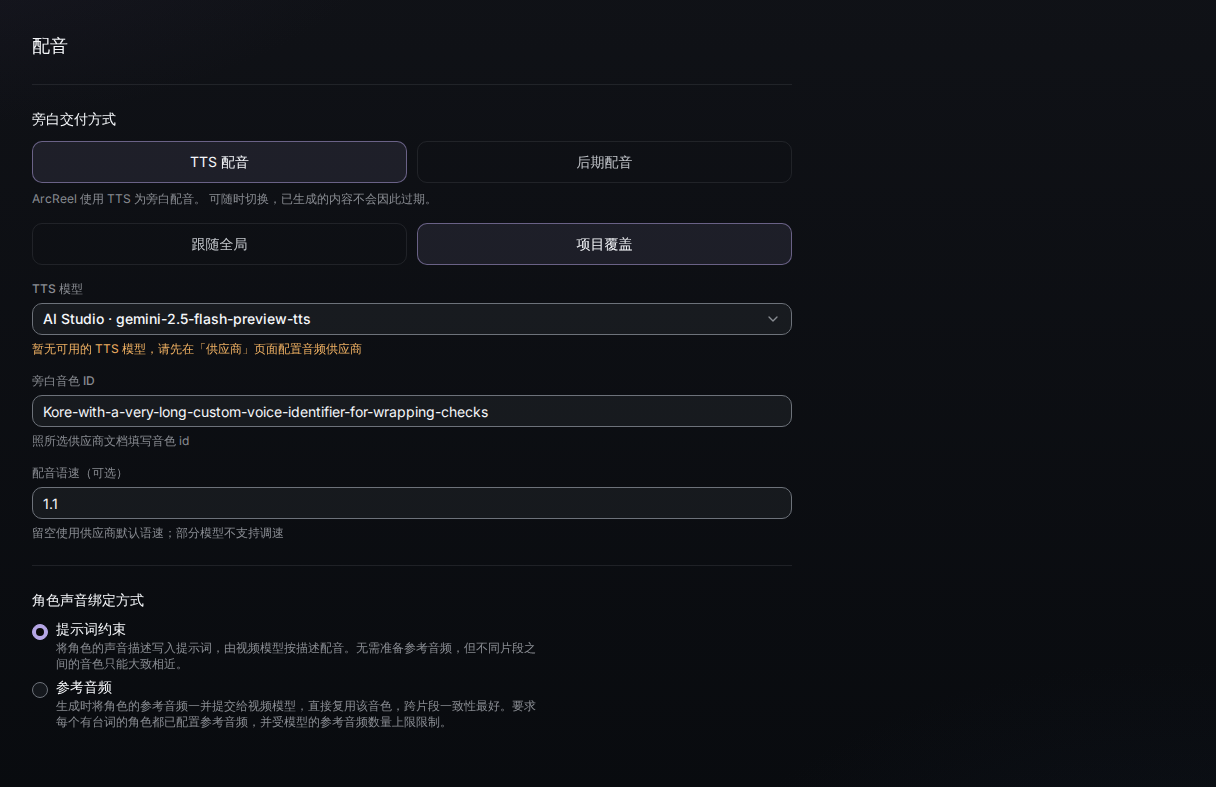 配音
旁白交付方式
TTS 配音
后期配音
ArcReel 使用 TTS 为旁白配音。 可随时切换，已生成的内容不会因此过期。
跟随全局
项目覆盖
TTS 模型
AI Studio · gemini-2.5-flash-preview-tts
暂无可用的 TTS 模型，请先在「供应商」页面配置音频供应商
旁白音色 ID
Kore-with-a-very-long-custom-voice-identifier-for-wrapping-checks
照所选供应商文档填写音色 id
配音语速（可选）
1.1
留空使用供应商默认语速；部分模型不支持调速
角色声音绑定方式
提示词约束
将角色的声音描述写入提示词，由视频模型按描述配音。无需准备参考音频，但不同片段之
间的音色只能大致相近。
参考音频
生成时将角色的参考音频一并提交给视频模型，直接复用该音色，跨片段一致性最好。要求
每个有台词的角色都已配置参考音频，并受模型的参考音频数量上限限制。